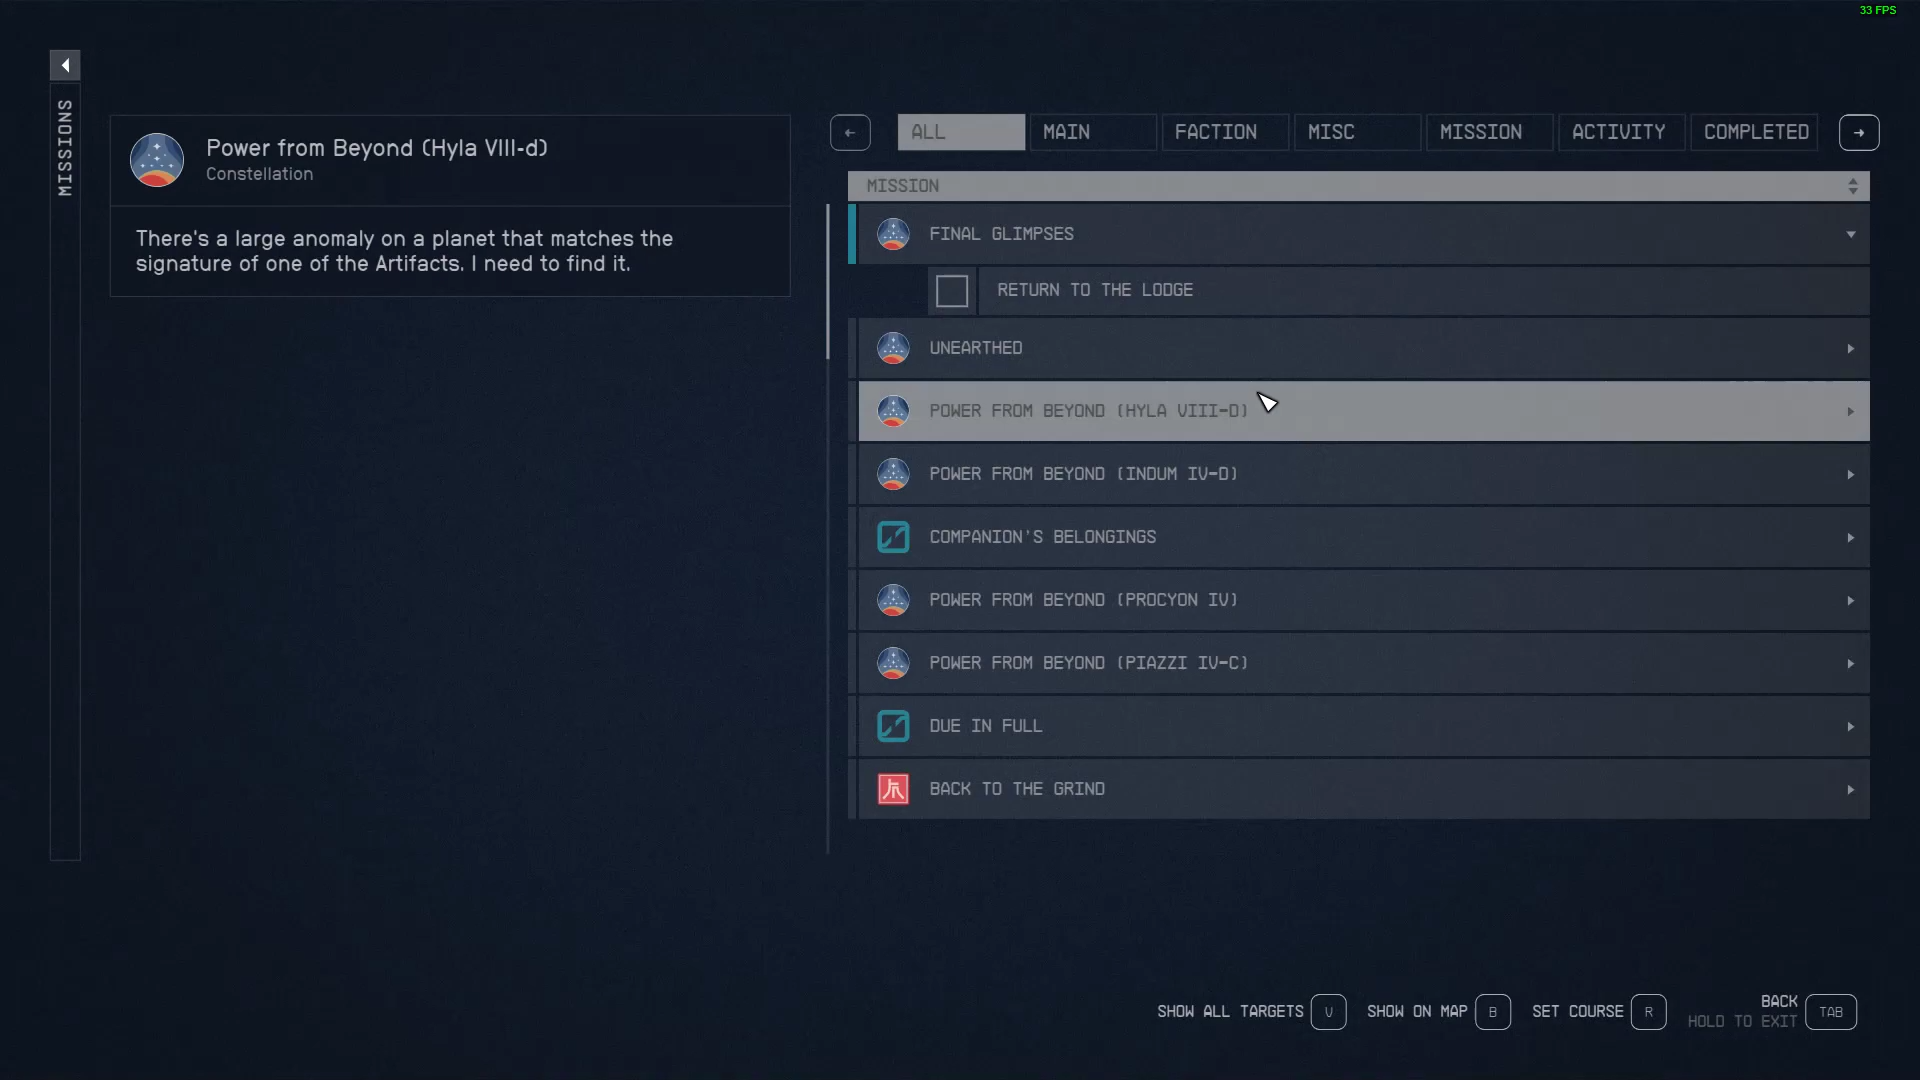 33 FPS
MISSIONS
Power from Beyond (Hyla VIII-d)
Constellation
There's a large anomaly on a planet that matches the
signature of one of the Artifacts. I need to find it.
ALL MAIN FACTION MISC MISSION ACTIVITY COMPLETED
MISSION
FINAL GLIMPSES
RETURN TO THE LODGE
UNEARTHED
POWER FROM BEYOND (HYLA VIII-D)
POWER FROM BEYOND (INDUM IV-D)
COMPANION'S BELONGINGS
POWER FROM BEYOND (PROCYON IV)
POWER FROM BEYOND (PIAZZI IV-C)
DUE IN FULL
BACK TO THE GRIND
SHOW ALL TARGETS V SHOW ON MAP B SET COURSE R BACK TAB
HOLD TO EXIT